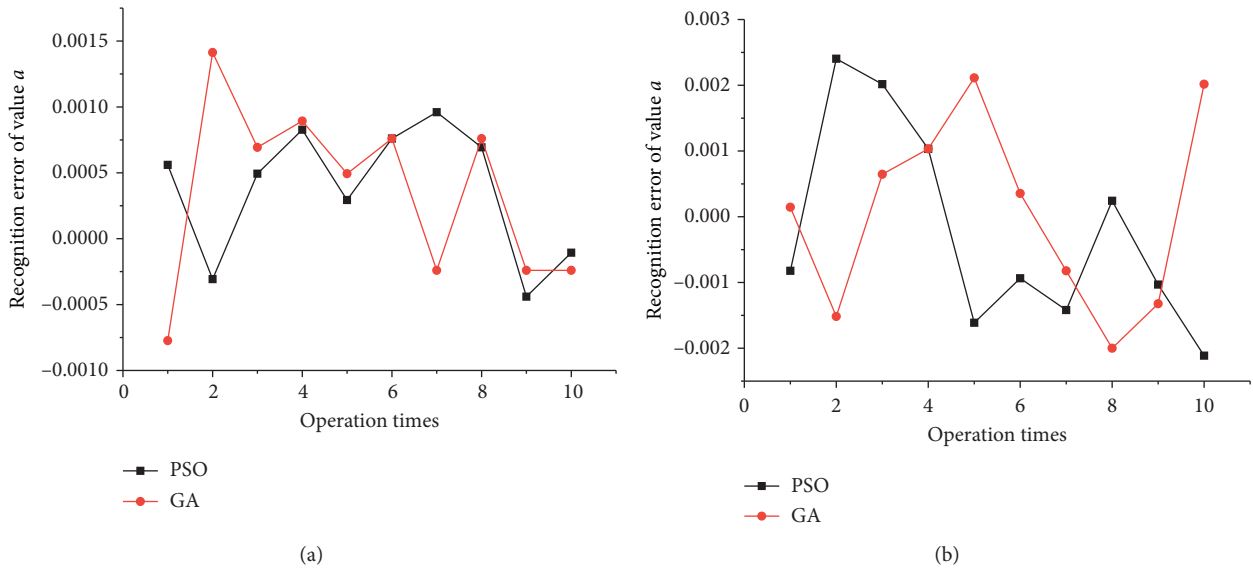 Recognition error of value a
0.0015
0.0010
0.0005
0.0000
−0.0005
−0.0010
0
2
4
6
8
10
Operation times
PSO
GA
(a)
Recognition error of value a
0.003
0.002
0.001
0.000
−0.001
−0.002
0
2
4
6
8
10
Operation times
PSO
GA
(b)